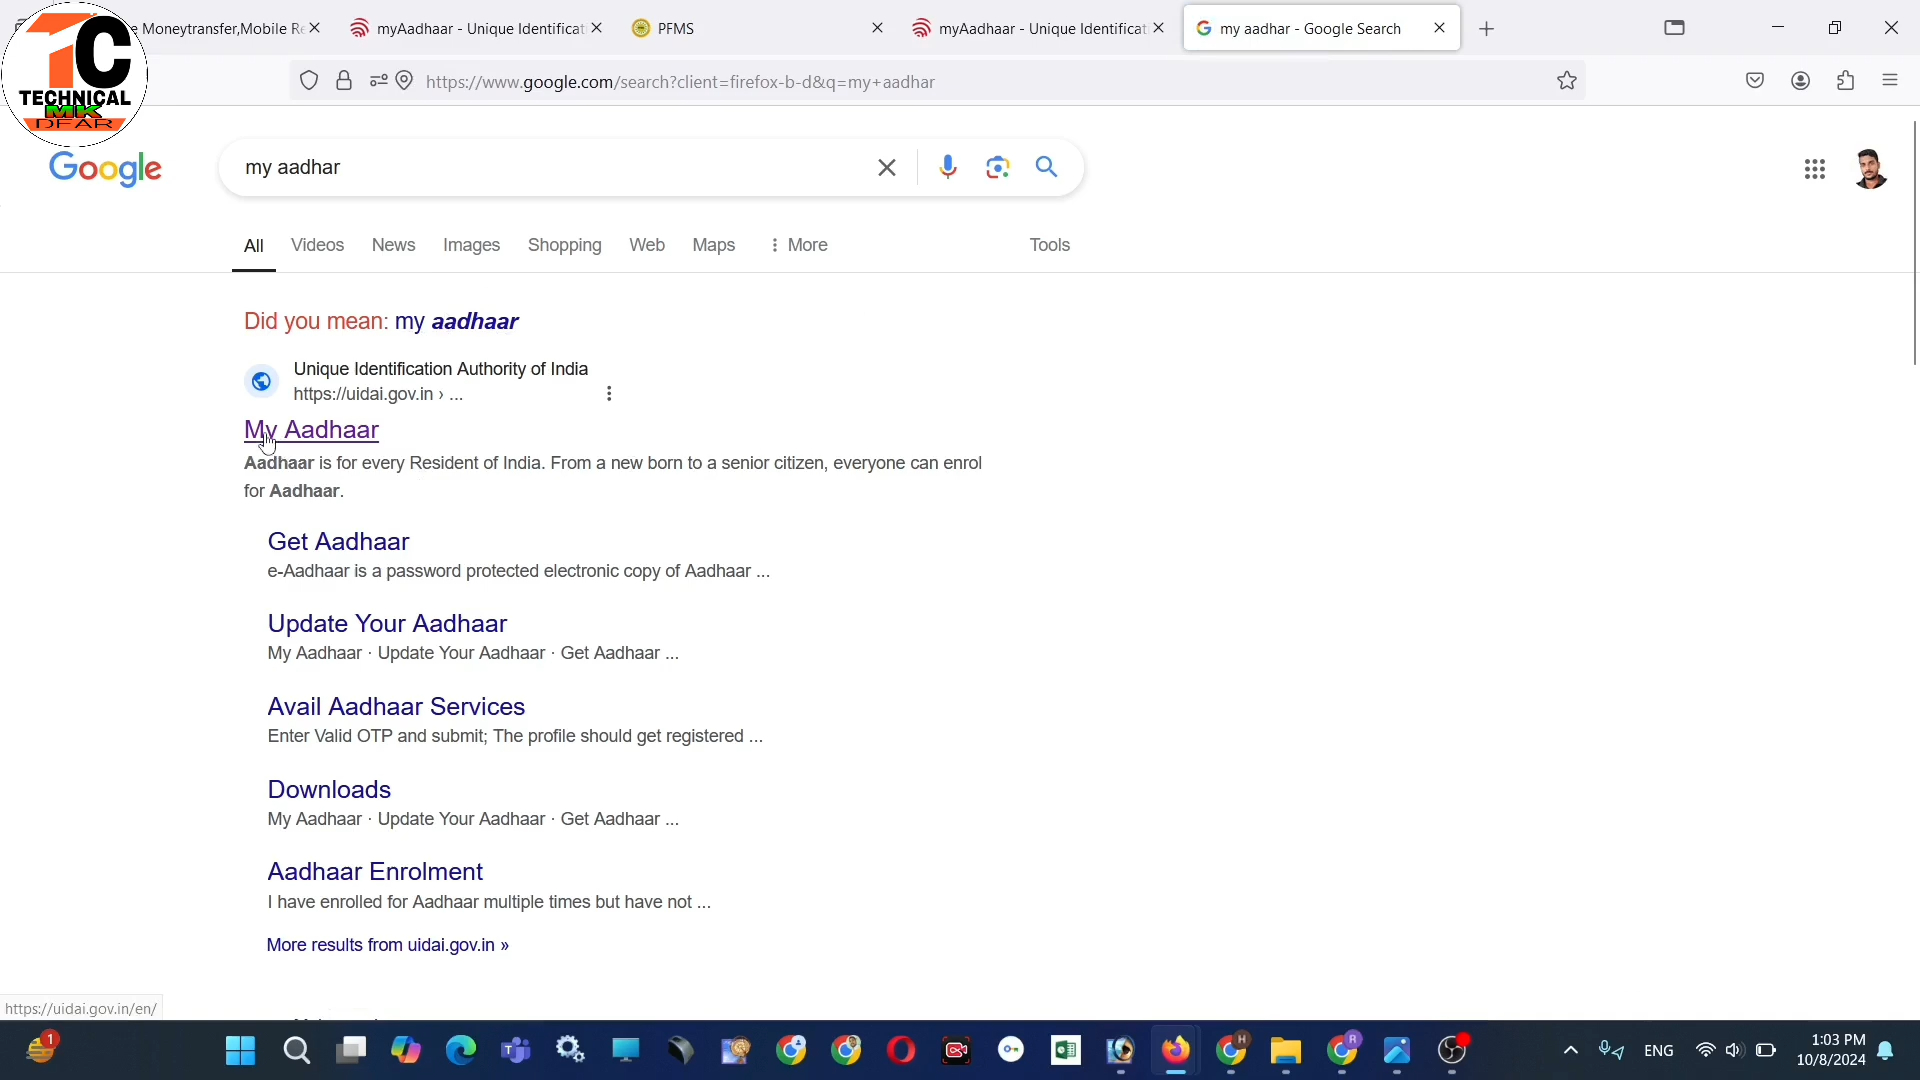 TC
TECHNICAL
MK
DFAR
e Moneytransfer,Mobile Re
myAadhaar - Unique Identificati
PFMS
myAadhaar - Unique Identificati
my aadhar - Google Search
https://www.google.com/search?client=firefox-b-d&q=my+aadhar
Google
my aadhar
All Videos News Images Shopping Web Maps More Tools
Did you mean: my aadhaar
Unique Identification Authority of India
https://uidai.gov.in › ...
My Aadhaar
Aadhaar is for every Resident of India. From a new born to a senior citizen, everyone can enrol
for Aadhaar.
Get Aadhaar
e-Aadhaar is a password protected electronic copy of Aadhaar ...
Update Your Aadhaar
My Aadhaar · Update Your Aadhaar · Get Aadhaar ...
Avail Aadhaar Services
Enter Valid OTP and submit; The profile should get registered ...
Downloads
My Aadhaar · Update Your Aadhaar · Get Aadhaar ...
Aadhaar Enrolment
I have enrolled for Aadhaar multiple times but have not ...
More results from uidai.gov.in »
https://uidai.gov.in/en/
1
H
R
ENG
1:03 PM
10/8/2024